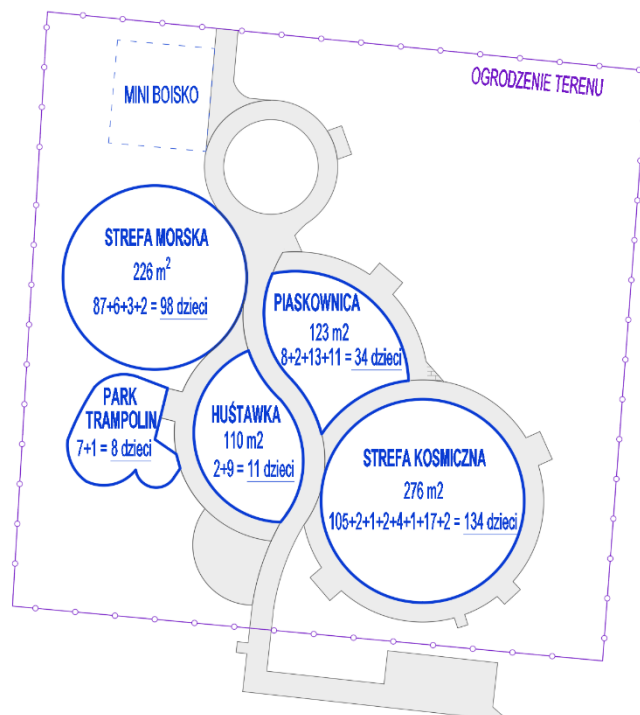 OGRODZENIE TERENU
MINI BOISKO
STREFA MORSKA
226 m²
87+6+3+2 = 98 dzieci
PIASKOWNICA
123 m2
8+2+13+11 = 34 dzieci
PARK
TRAMPOLIN
7+1 = 8 dzieci
HUŚTAWKA
110 m2
2+9 = 11 dzieci
STREFA KOSMICZNA
276 m2
105+2+1+2+4+1+17+2 = 134 dzieci